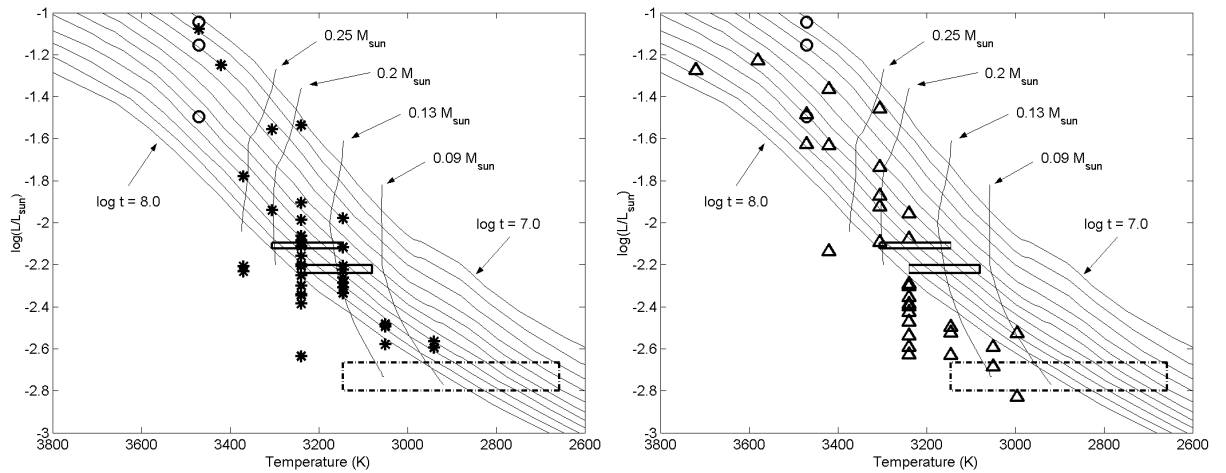 -1
-1.2
-1.4
-1.6
-1.8
-2
-2.2
-2.4
-2.6
-2.8
-3
log(L/Lsun)
0.25 Msun
0.2 Msun
0.13 Msun
0.09 Msun
log t = 8.0
log t = 7.0
3800 3600 3400 3200 3000 2800 2600
Temperature (K)
-1
-1.2
-1.4
-1.6
-1.8
-2
-2.2
-2.4
-2.6
-2.8
-3
log(L/Lsun)
0.25 Msun
0.2 Msun
0.13 Msun
0.09 Msun
log t = 8.0
log t = 7.0
3800 3600 3400 3200 3000 2800 2600
Temperature (K)